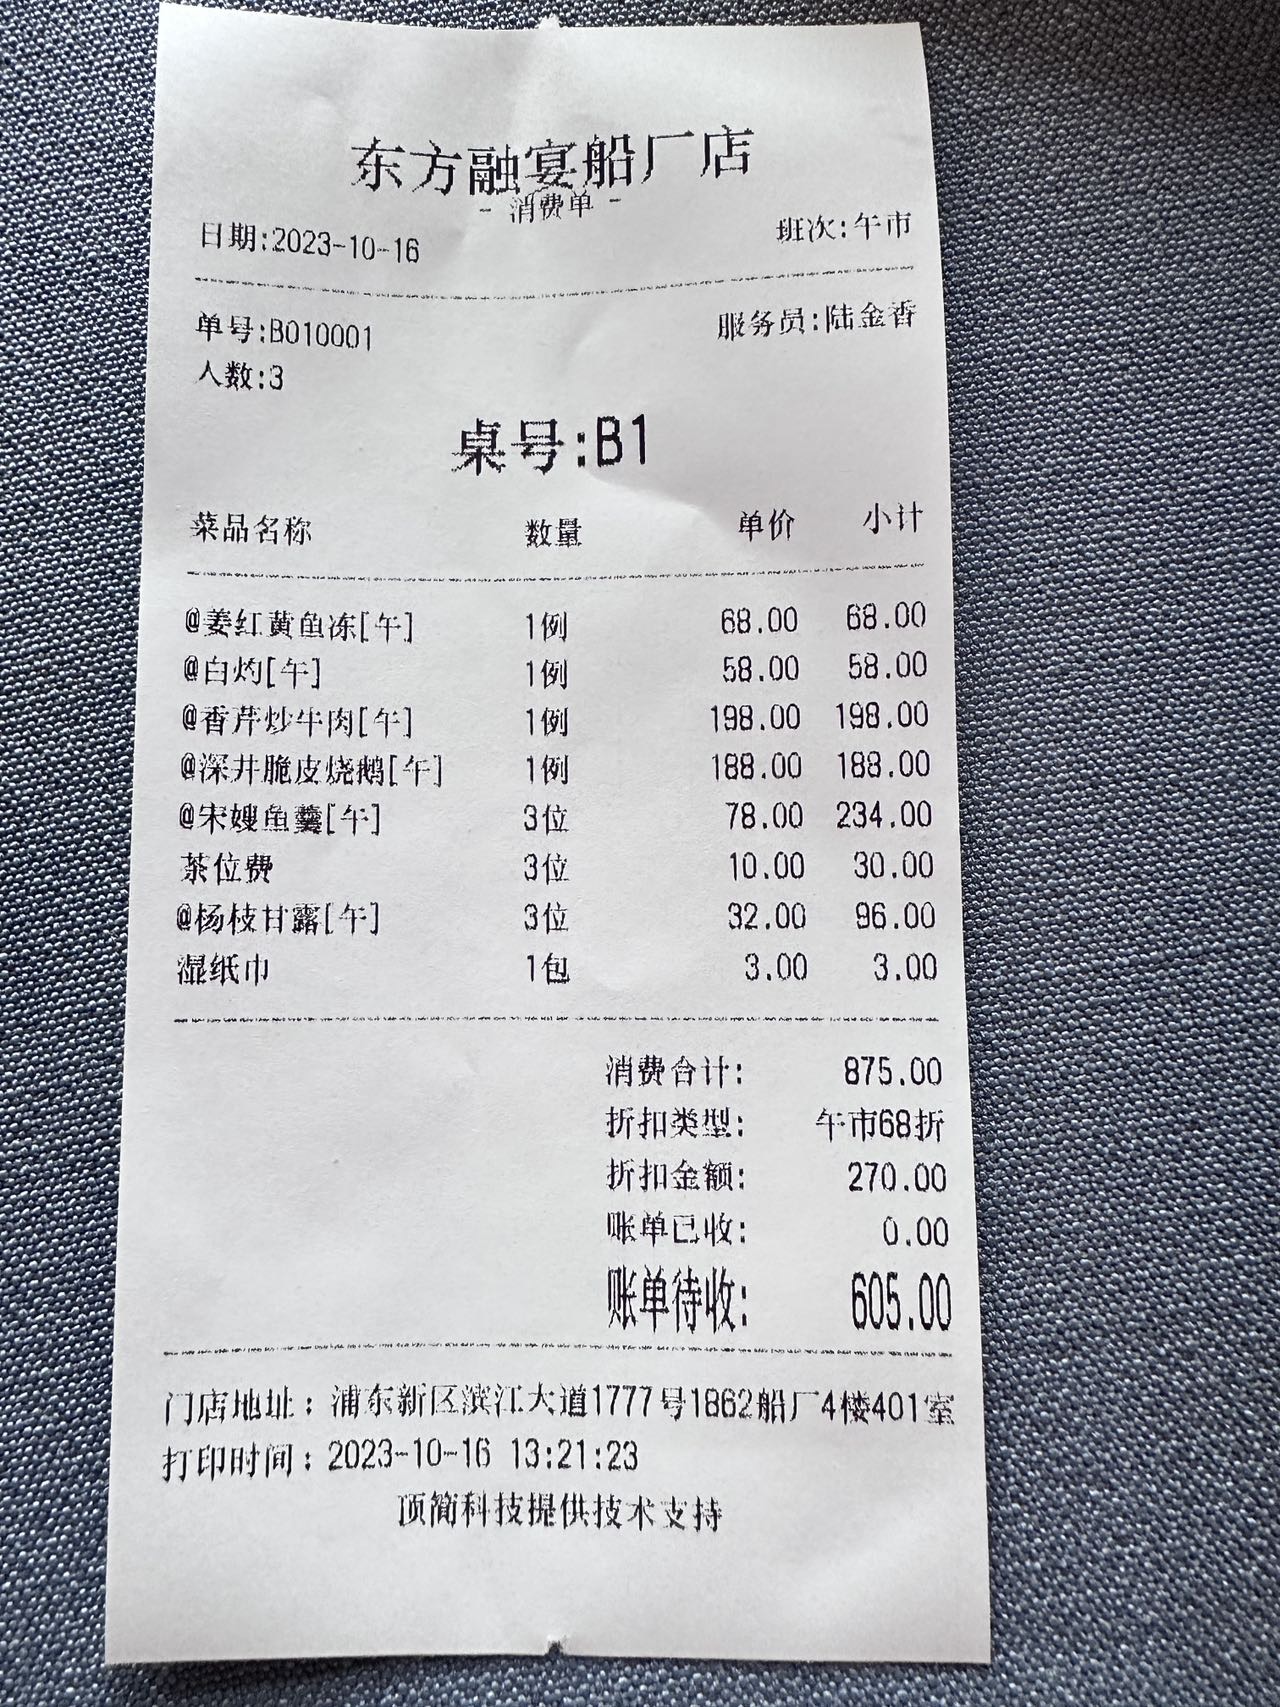 东方融宴船厂店
- 消费单 -
日期:2023-10-16 班次:午市
单号:B010001 服务员:陆金香
人数:3
桌号:B1
菜品名称 数量 单价 小计
@姜红黄鱼冻[午] 1例 68.00 68.00
@白灼[午] 1例 58.00 58.00
@香芹炒牛肉[午] 1例 198.00 198.00
@深井脆皮烧鹅[午] 1例 188.00 188.00
@宋嫂鱼羹[午] 3位 78.00 234.00
茶位费 3位 10.00 30.00
@杨枝甘露[午] 3位 32.00 96.00
湿纸巾 1包 3.00 3.00
消费合计: 875.00
折扣类型: 午市68折
折扣金额: 270.00
账单已收: 0.00
账单待收: 605.00
门店地址：浦东新区滨江大道1777号1862船厂4楼401室
打印时间：2023-10-16 13:21:23
顶简科技提供技术支持